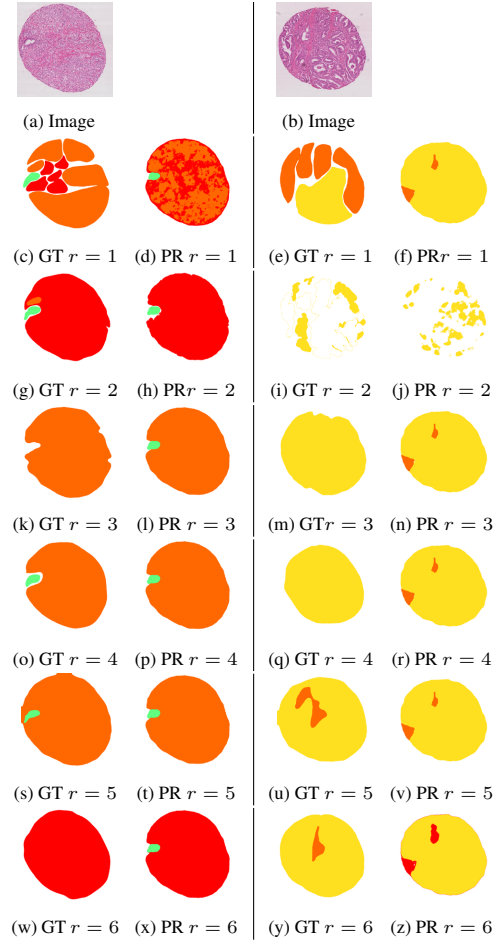 (a) Image (b) Image
(c) GT r = 1 (d) PR r = 1 (e) GT r = 1 (f) PRr = 1
(g) GT r = 2 (h) PRr = 2 (i) GT r = 2 (j) PR r = 2
(k) GT r = 3 (l) PR r = 3 (m) GTr = 3 (n) PR r = 3
(o) GT r = 4 (p) PR r = 4 (q) GT r = 4 (r) PR r = 4
(s) GT r = 5 (t) PR r = 5 (u) GT r = 5 (v) PR r = 5
(w) GT r = 6 (x) PR r = 6 (y) GT r = 6 (z) PR r = 6